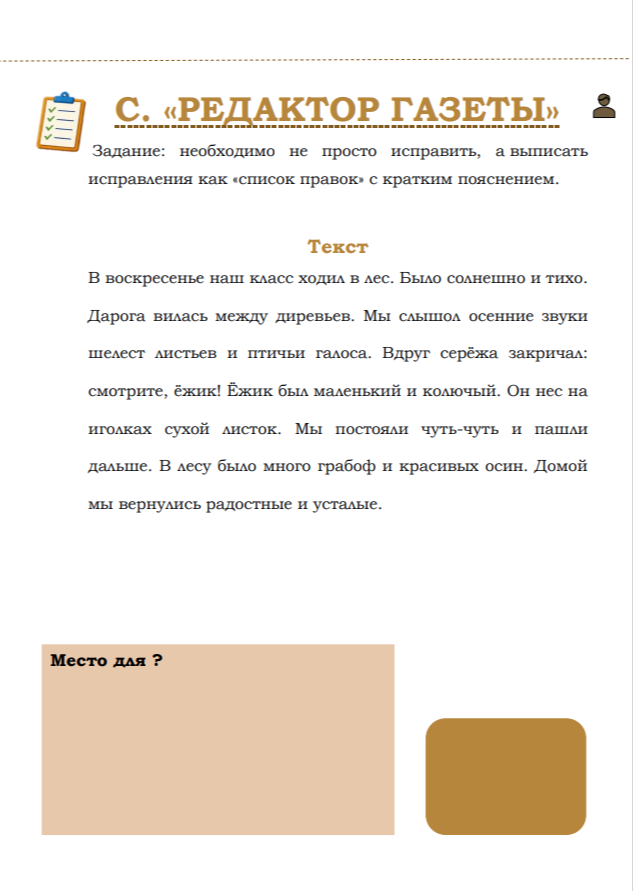 С. «РЕДАКТОР ГАЗЕТЫ»
Задание: необходимо не просто исправить, а выписать
исправления как «список правок» с кратким пояснением.
Текст
В воскресенье наш класс ходил в лес. Было солнешно и тихо.
Дарога вилась между диревьев. Мы слышол осенние звуки
шелест листьев и птичьи галоса. Вдруг серёжа закричал:
смотрите, ёжик! Ёжик был маленький и колючый. Он нес на
иголках сухой листок. Мы постояли чуть-чуть и пашли
дальше. В лесу было много грабоф и красивых осин. Домой
мы вернулись радостные и усталые.
Место для ?